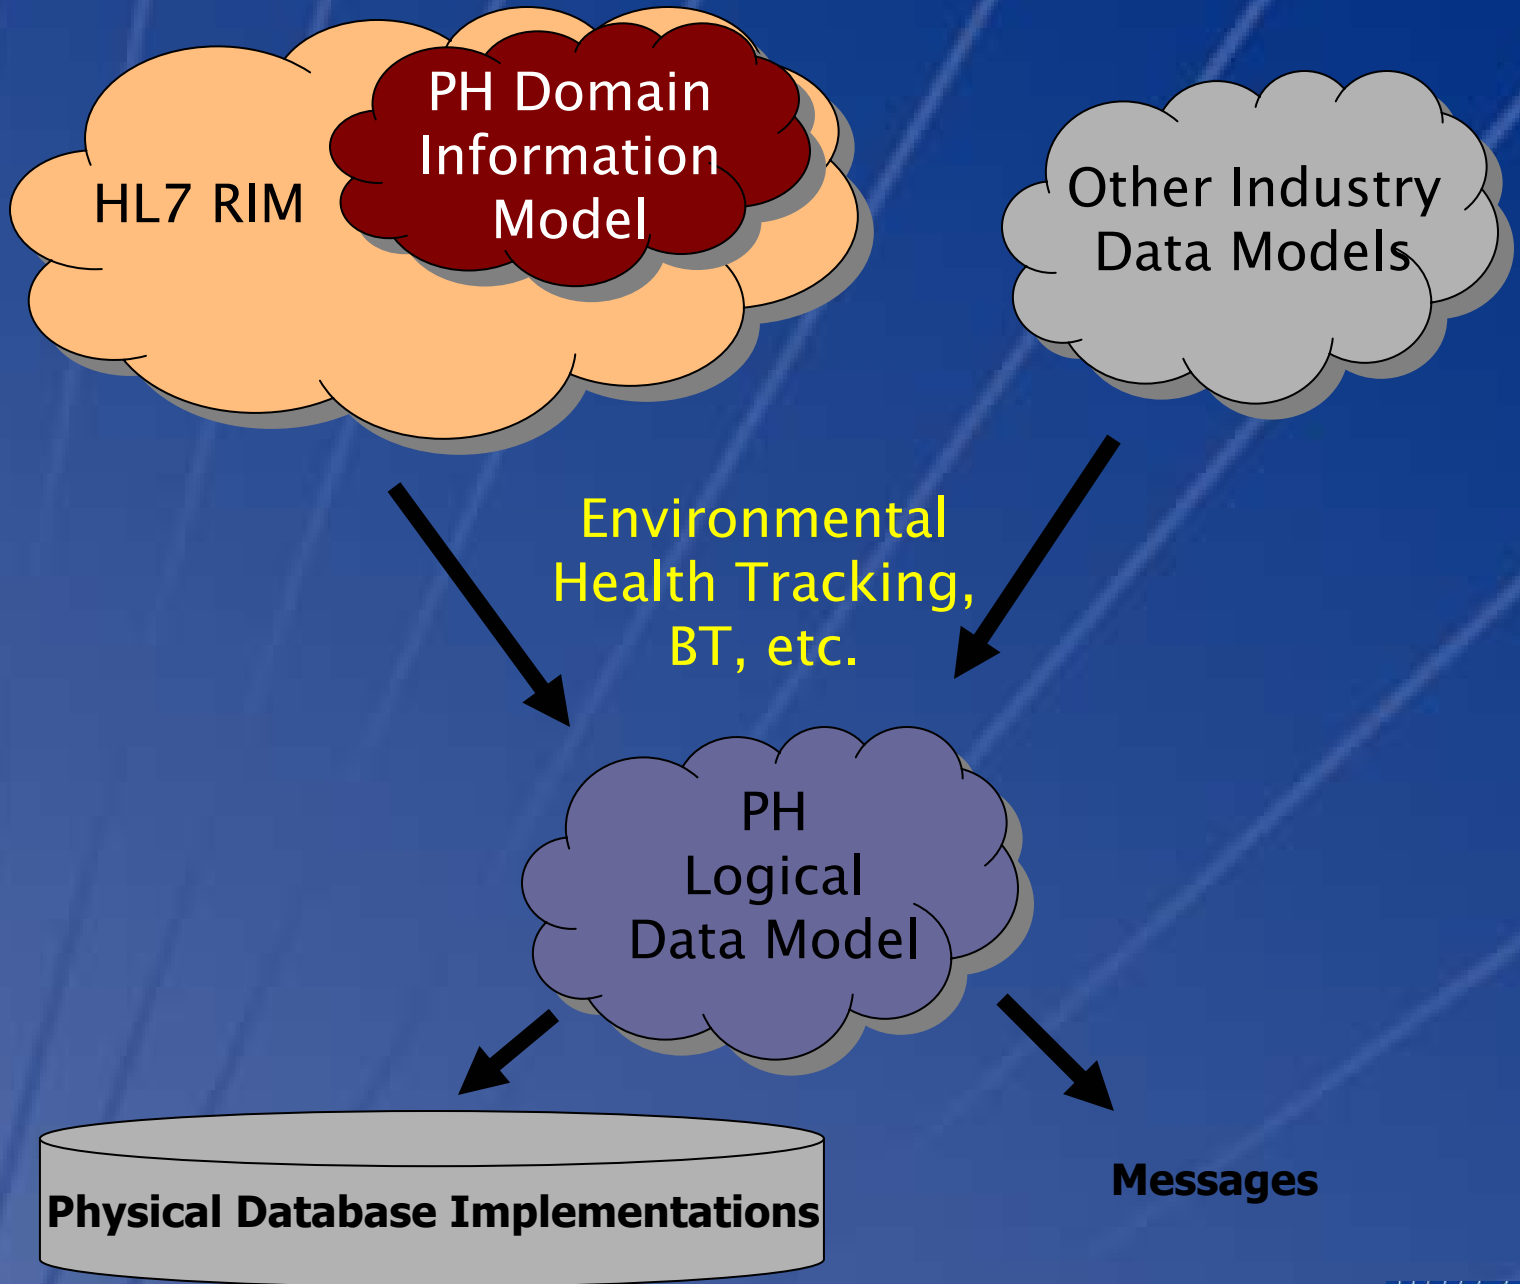 PH Domain
Information
Model
HL7 RIM
Other Industry
Data Models
Environmental
Health Tracking,
BT, etc.
PH
Logical
Data Model
Physical Database Implementations
Messages